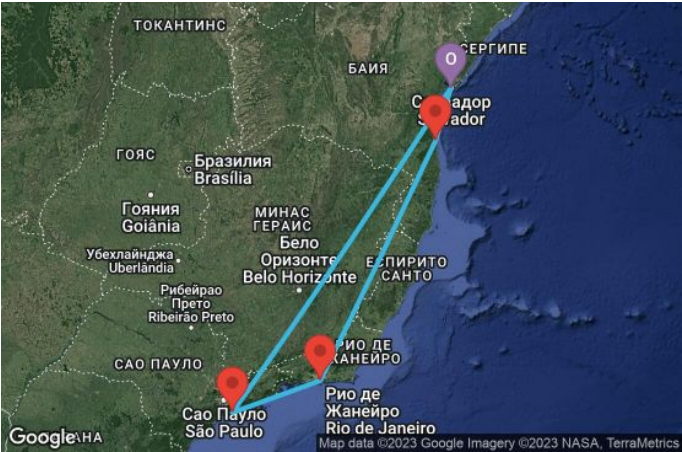 ТОКАНТИНС
СЕРГИПЕ
О
БАИЯ
Salvador
ГОЯС
Бразилия
Brasília
Гояния
Goiânia
МИНАС
ГЕРАИС
Бело
Оризонте
Belo Horizonte
Убехлайнджа
Uberlândia
ЕСПИРИТО
САНТО
Рибейрао
Прето
Ribeirão Preto
РИО ДЕ
ЖАНЕЙРО
САО ПАУЛО
Рио де
Жанейро
Rio de Janeiro
Сао Пауло
São Paulo
Google
Map data ©2023 Google Imagery ©2023 NASA, TerraMetrics